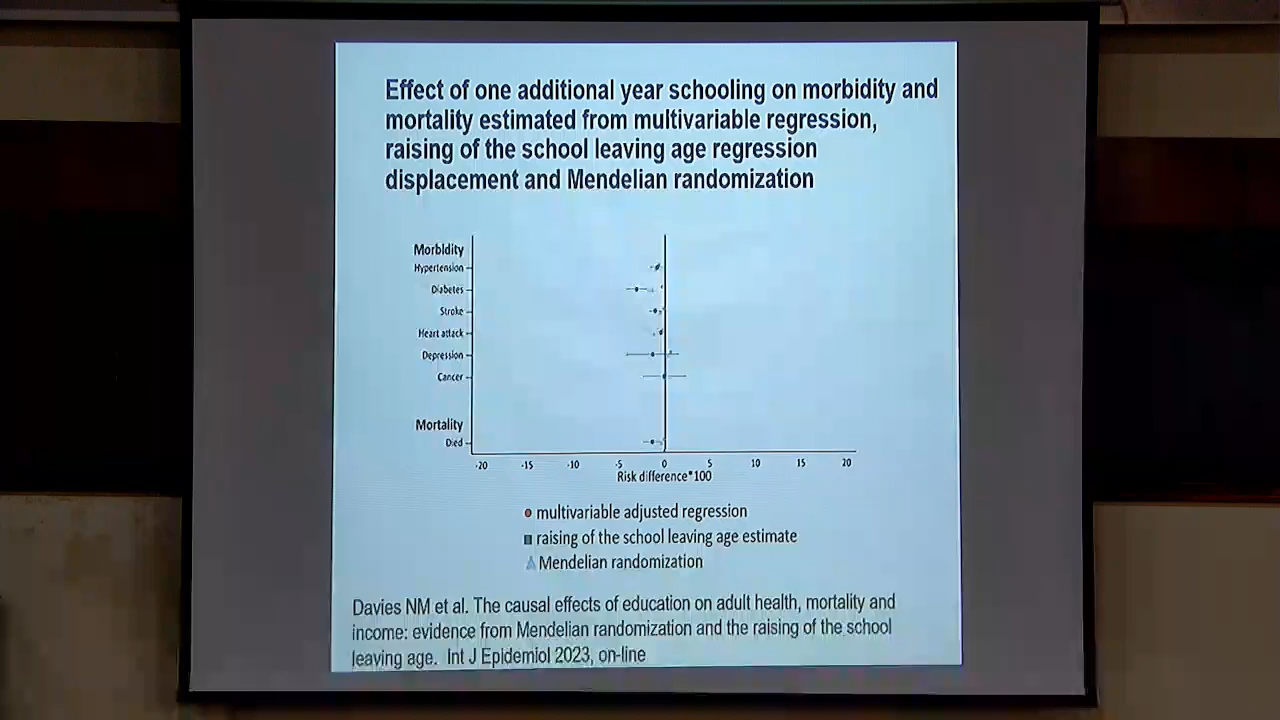 Effect of one additional year schooling on morbidity and
mortality estimated from multivariable regression,
raising of the school leaving age regression
displacement and Mendelian randomization
Morbidity
Hypertension
Diabetes
Stroke
Heart attack
Depression
Cancer
Mortality
Died
-20 -15 -10 -5 0 5 10 15 20
Risk difference*100
multivariable adjusted regression
raising of the school leaving age estimate
Mendelian randomization
Davies NM et al. The causal effects of education on adult health, mortality and
income: evidence from Mendelian randomization and the raising of the school
leaving age. Int J Epidemiol 2023, on-line